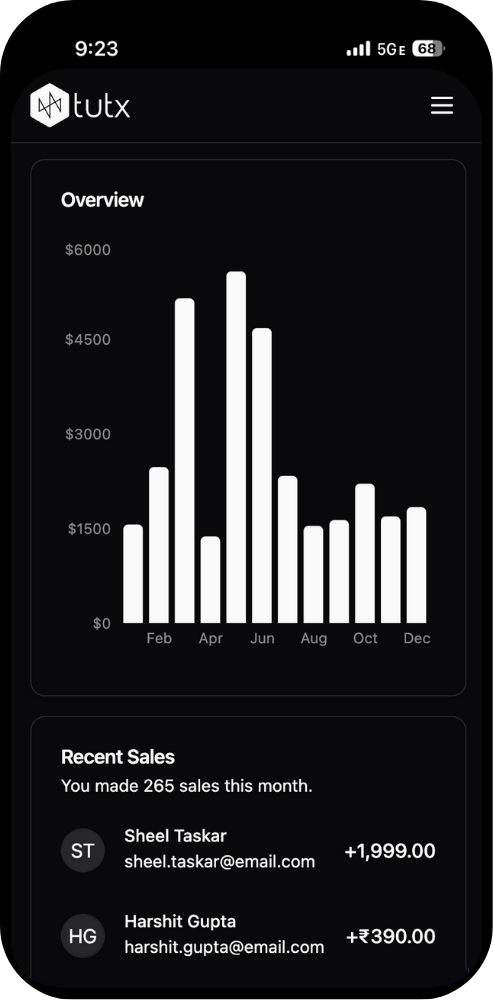 9:23
5GE 68
tutx
Overview
$6000
$4500
$3000
$1500
$0
Feb Apr Jun Aug Oct Dec
Recent Sales
You made 265 sales this month.
ST
Sheel Taskar
sheel.taskar@email.com
+1,999.00
HG
Harshit Gupta
harshit.gupta@email.com
+₹390.00